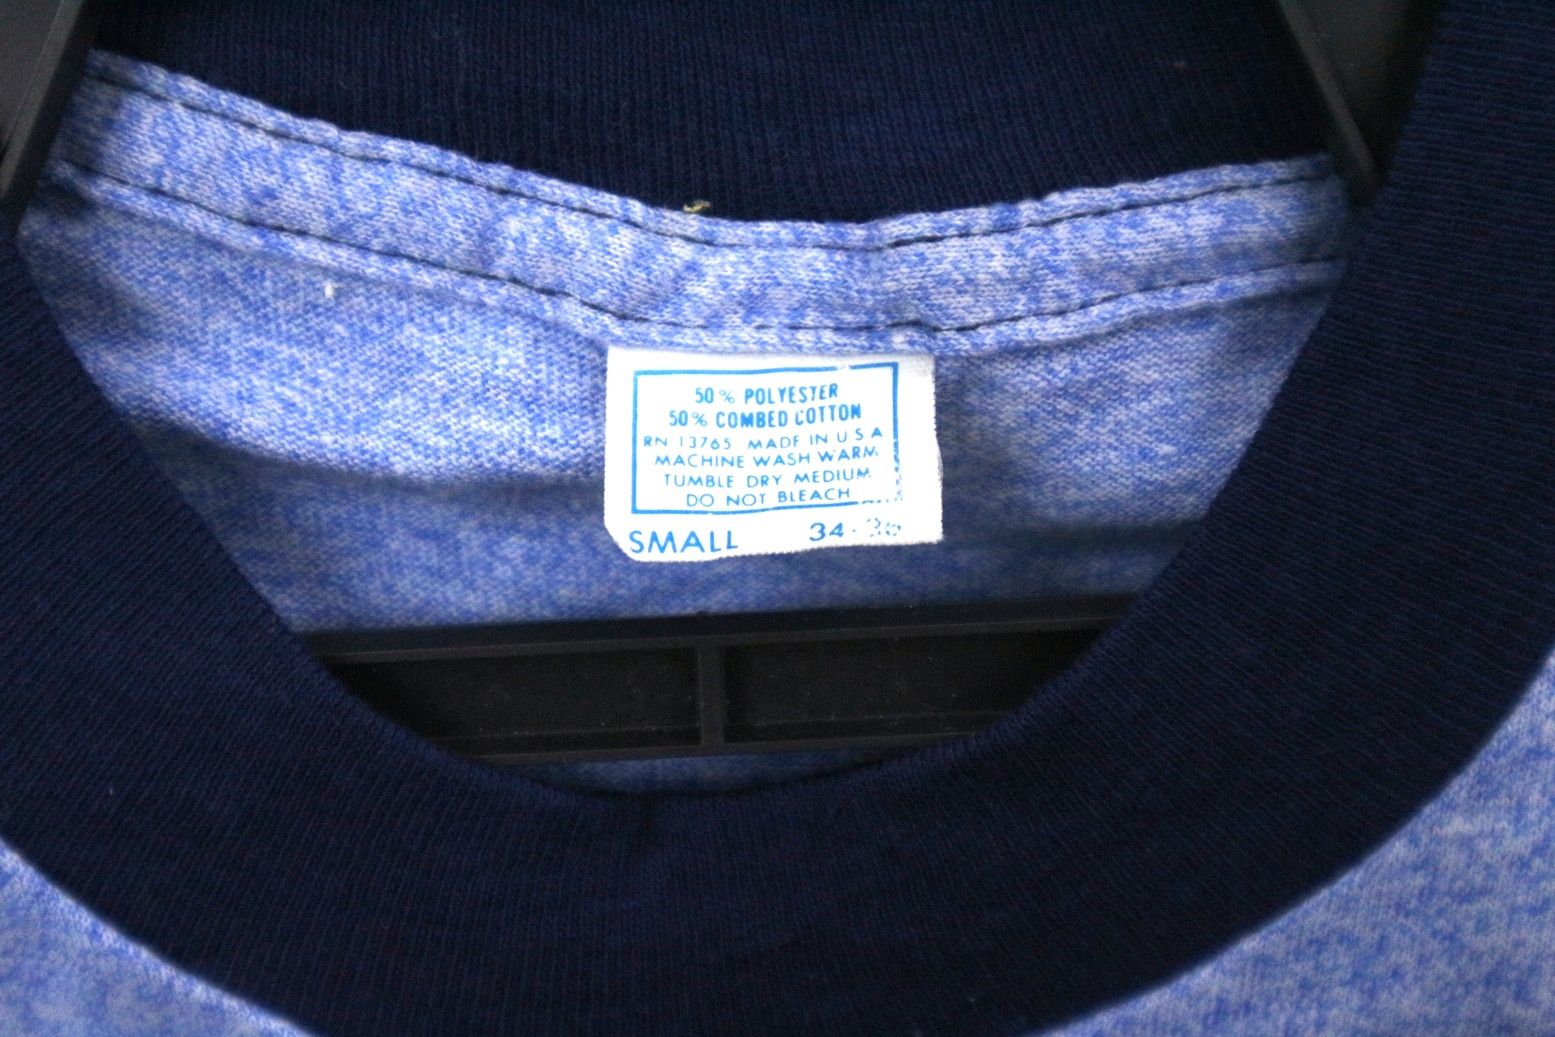 50% POLYESTER
50% COMBED COTTON
RN 13765 MADE IN U S A
MACHINE WASH WARM
TUMBLE DRY MEDIUM
DO NOT BLEACH
SMALL 34-36